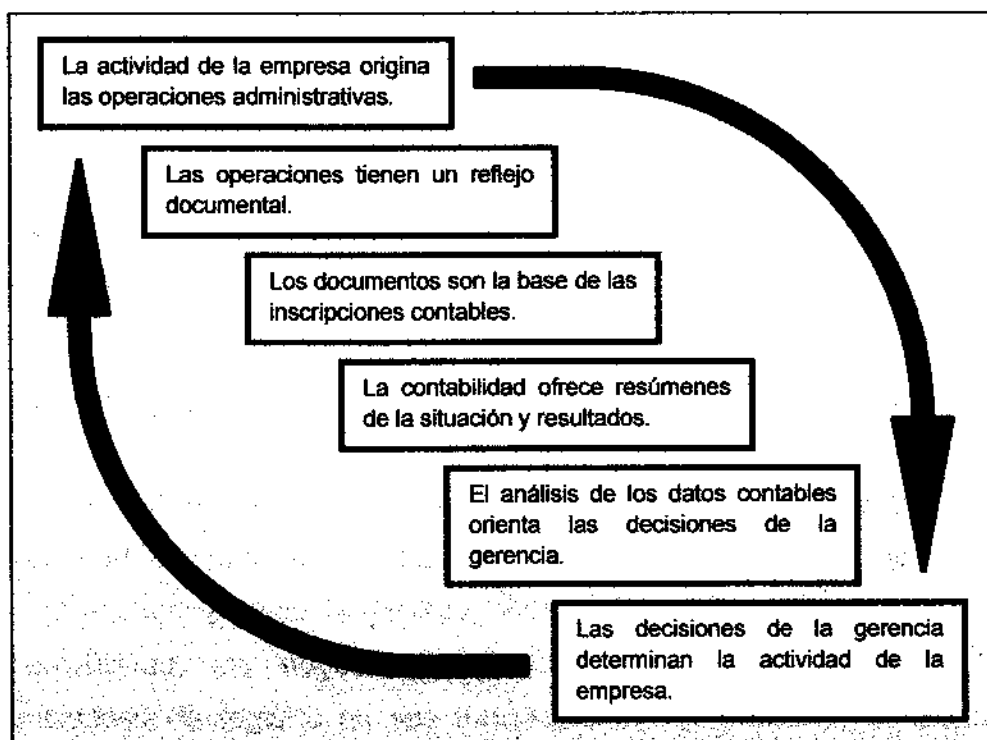 La actividad de la empresa origina
las operaciones administrativas.
Las operaciones tienen un reflejo
documental.
Los documentos son la base de las
inscripciones contables.
La contabilidad ofrece resúmenes
de la situación y resultados.
El análisis de los datos contables
orienta las decisiones de la
gerencia.
Las decisiones de la gerencia
determinan la actividad de la
empresa.